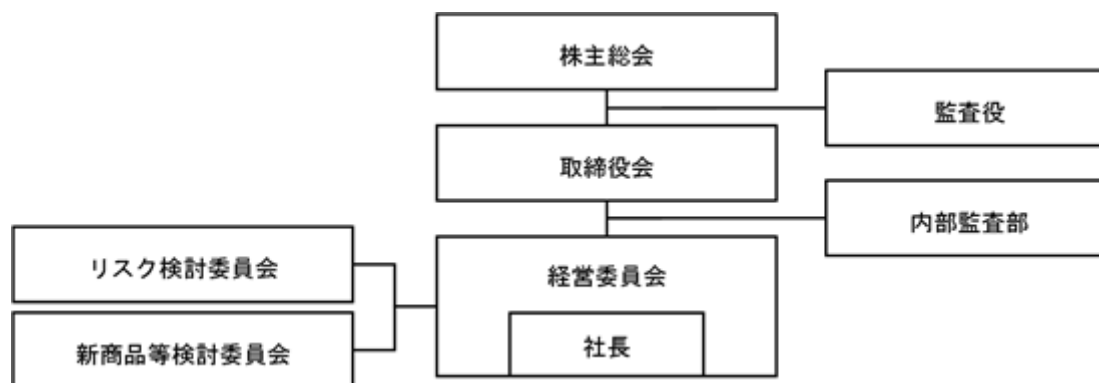 株主総会
監査役
取締役会
内部監査部
リスク検討委員会
経営委員会
新商品等検討委員会
社長